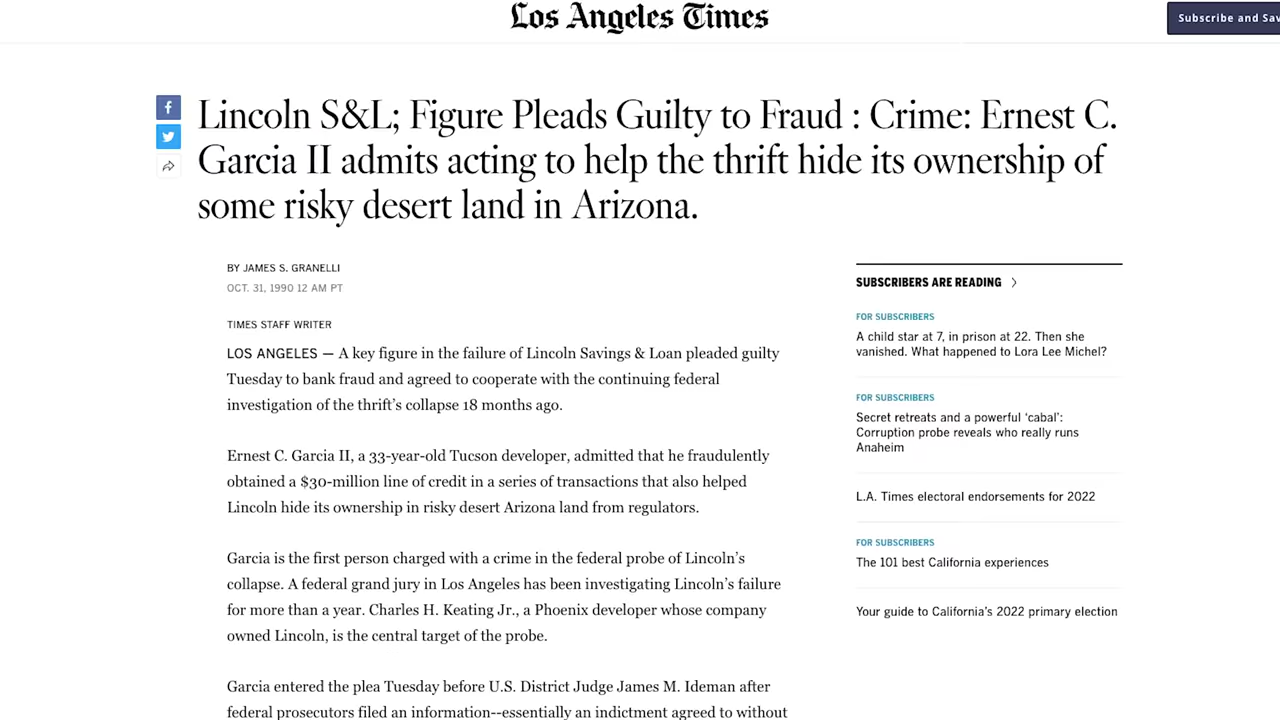 Los Angeles Times
Subscribe and Sav
Lincoln S&L; Figure Pleads Guilty to Fraud : Crime: Ernest C.
Garcia II admits acting to help the thrift hide its ownership of
some risky desert land in Arizona.
BY JAMES S. GRANELLI
OCT. 31, 1990 12 AM PT
TIMES STAFF WRITER
LOS ANGELES — A key figure in the failure of Lincoln Savings & Loan pleaded guilty
Tuesday to bank fraud and agreed to cooperate with the continuing federal
investigation of the thrift's collapse 18 months ago.
Ernest C. Garcia II, a 33-year-old Tucson developer, admitted that he fraudulently
obtained a $30-million line of credit in a series of transactions that also helped
Lincoln hide its ownership in risky desert Arizona land from regulators.
Garcia is the first person charged with a crime in the federal probe of Lincoln's
collapse. A federal grand jury in Los Angeles has been investigating Lincoln's failure
for more than a year. Charles H. Keating Jr., a Phoenix developer whose company
owned Lincoln, is the central target of the probe.
Garcia entered the plea Tuesday before U.S. District Judge James M. Ideman after
federal prosecutors filed an information--essentially an indictment agreed to without
SUBSCRIBERS ARE READING
FOR SUBSCRIBERS
A child star at 7, in prison at 22. Then she
vanished. What happened to Lora Lee Michel?
FOR SUBSCRIBERS
Secret retreats and a powerful 'cabal':
Corruption probe reveals who really runs
Anaheim
L.A. Times electoral endorsements for 2022
FOR SUBSCRIBERS
The 101 best California experiences
Your guide to California's 2022 primary election